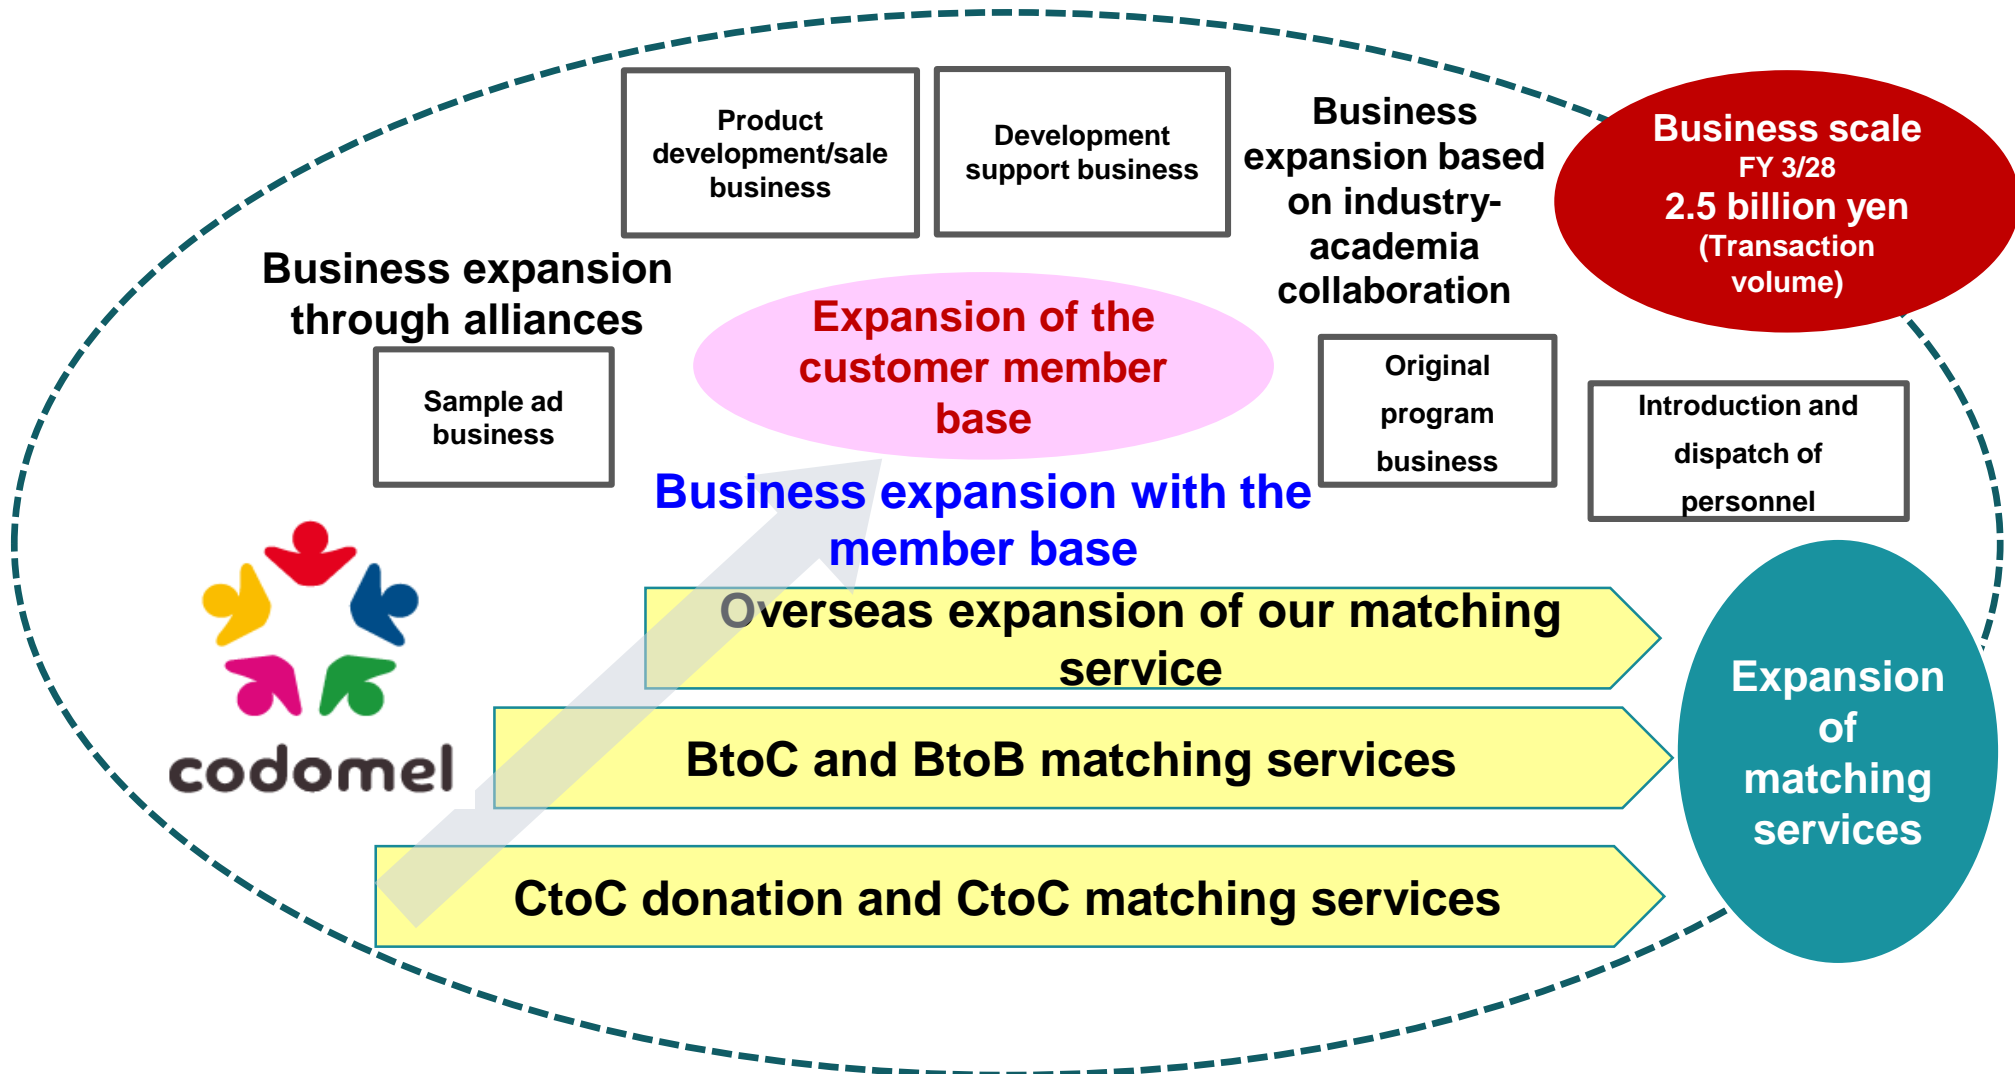 Product
development/sale
business
Development
support business
Business
expansion based
on industry-
academia
collaboration
Business scale
FY 3/28
2.5 billion yen
(Transaction
volume)
Business expansion
through alliances
Expansion of the
customer member
base
Sample ad
business
Original
program
business
Introduction and
dispatch of
personnel
Business expansion with the
member base
codomel
Overseas expansion of our matching
service
BtoC and BtoB matching services
CtoC donation and CtoC matching services
Expansion
of
matching
services